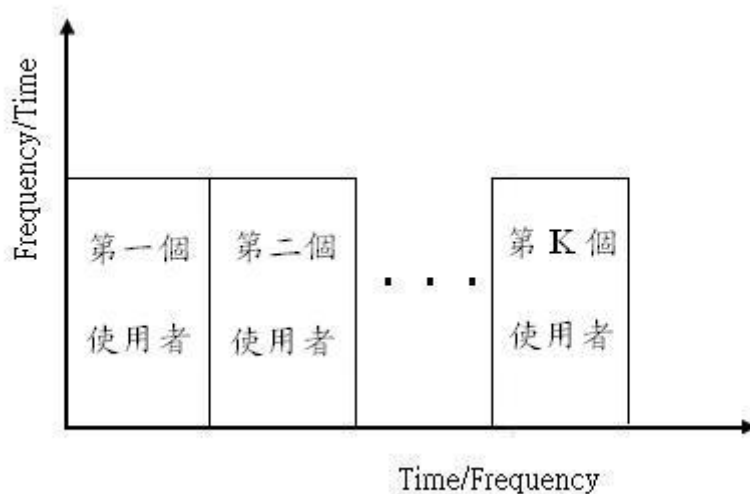 Frequency/Time
第一個
使用者
第二個
使用者
· · ·
第 K 個
使用者
Time/Frequency